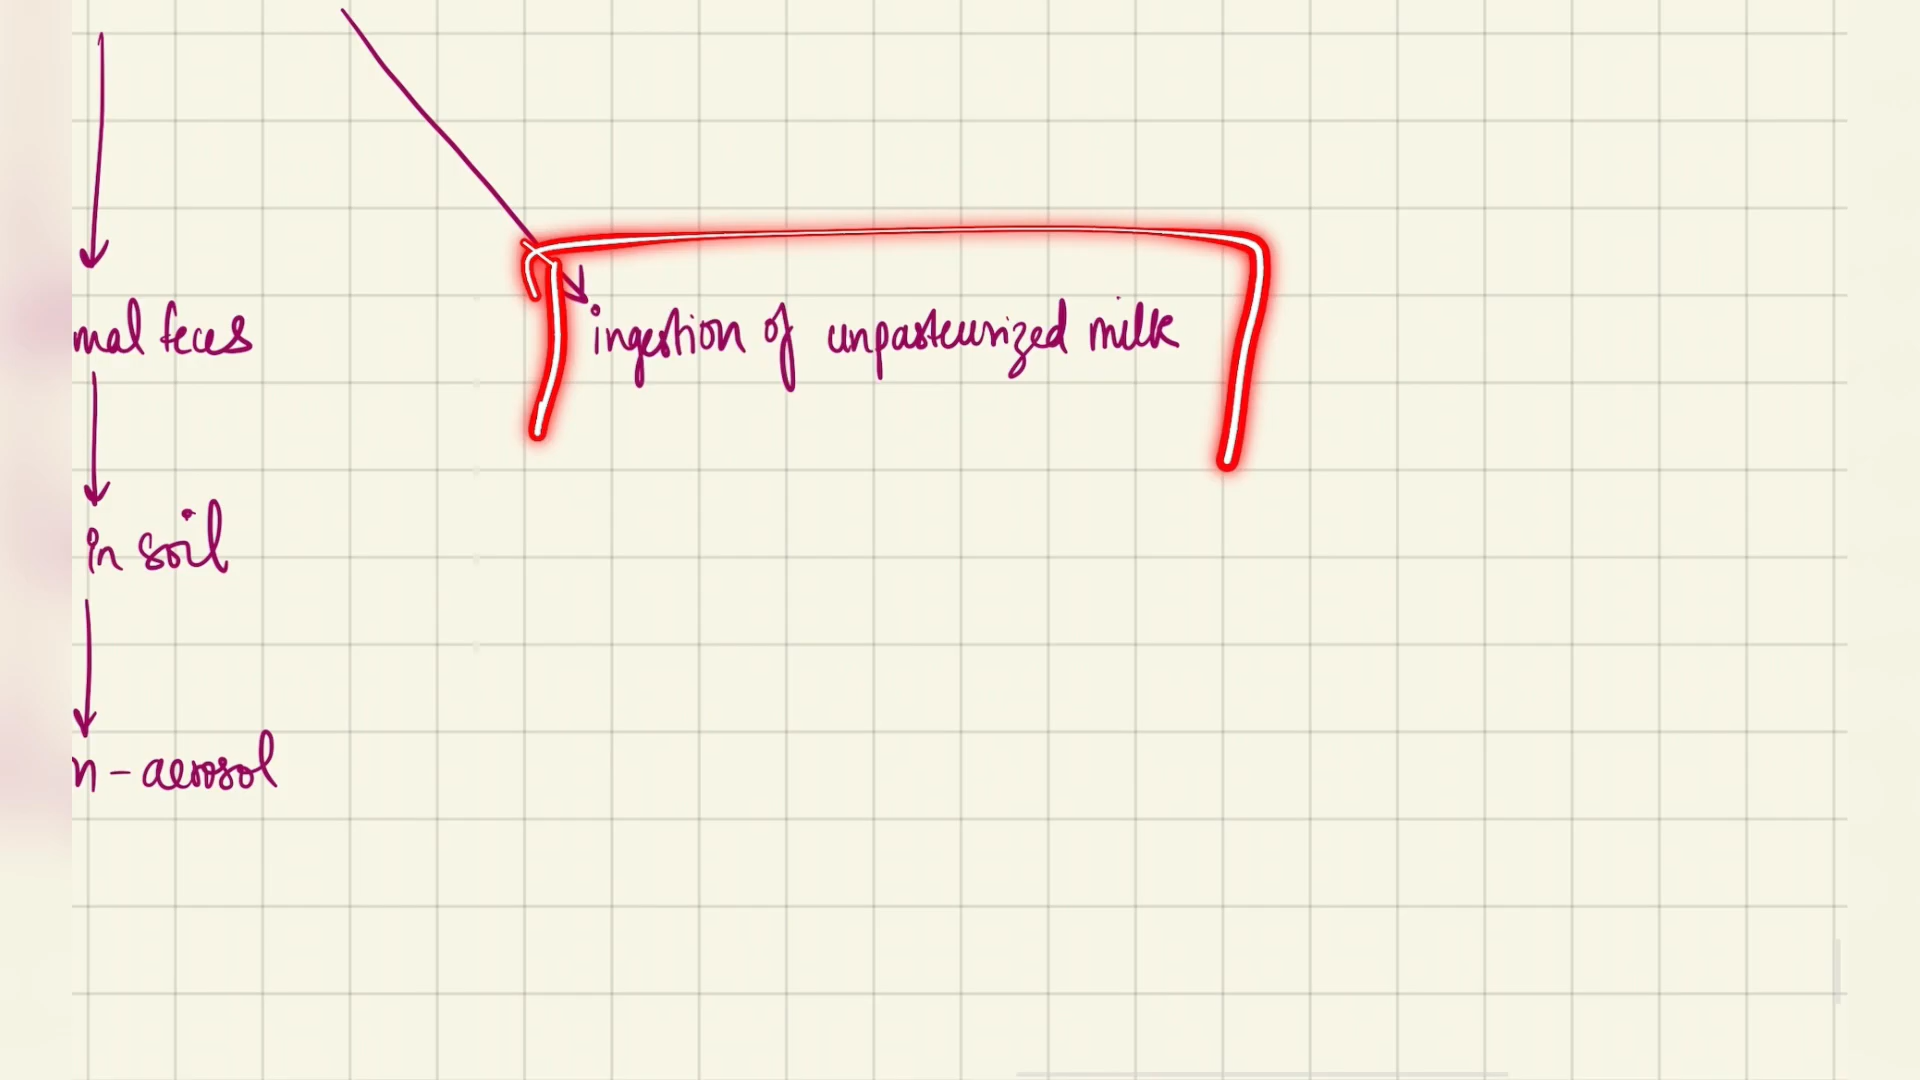 mal feces
ingestion of unpasteurized milk
in soil
n - aerosol